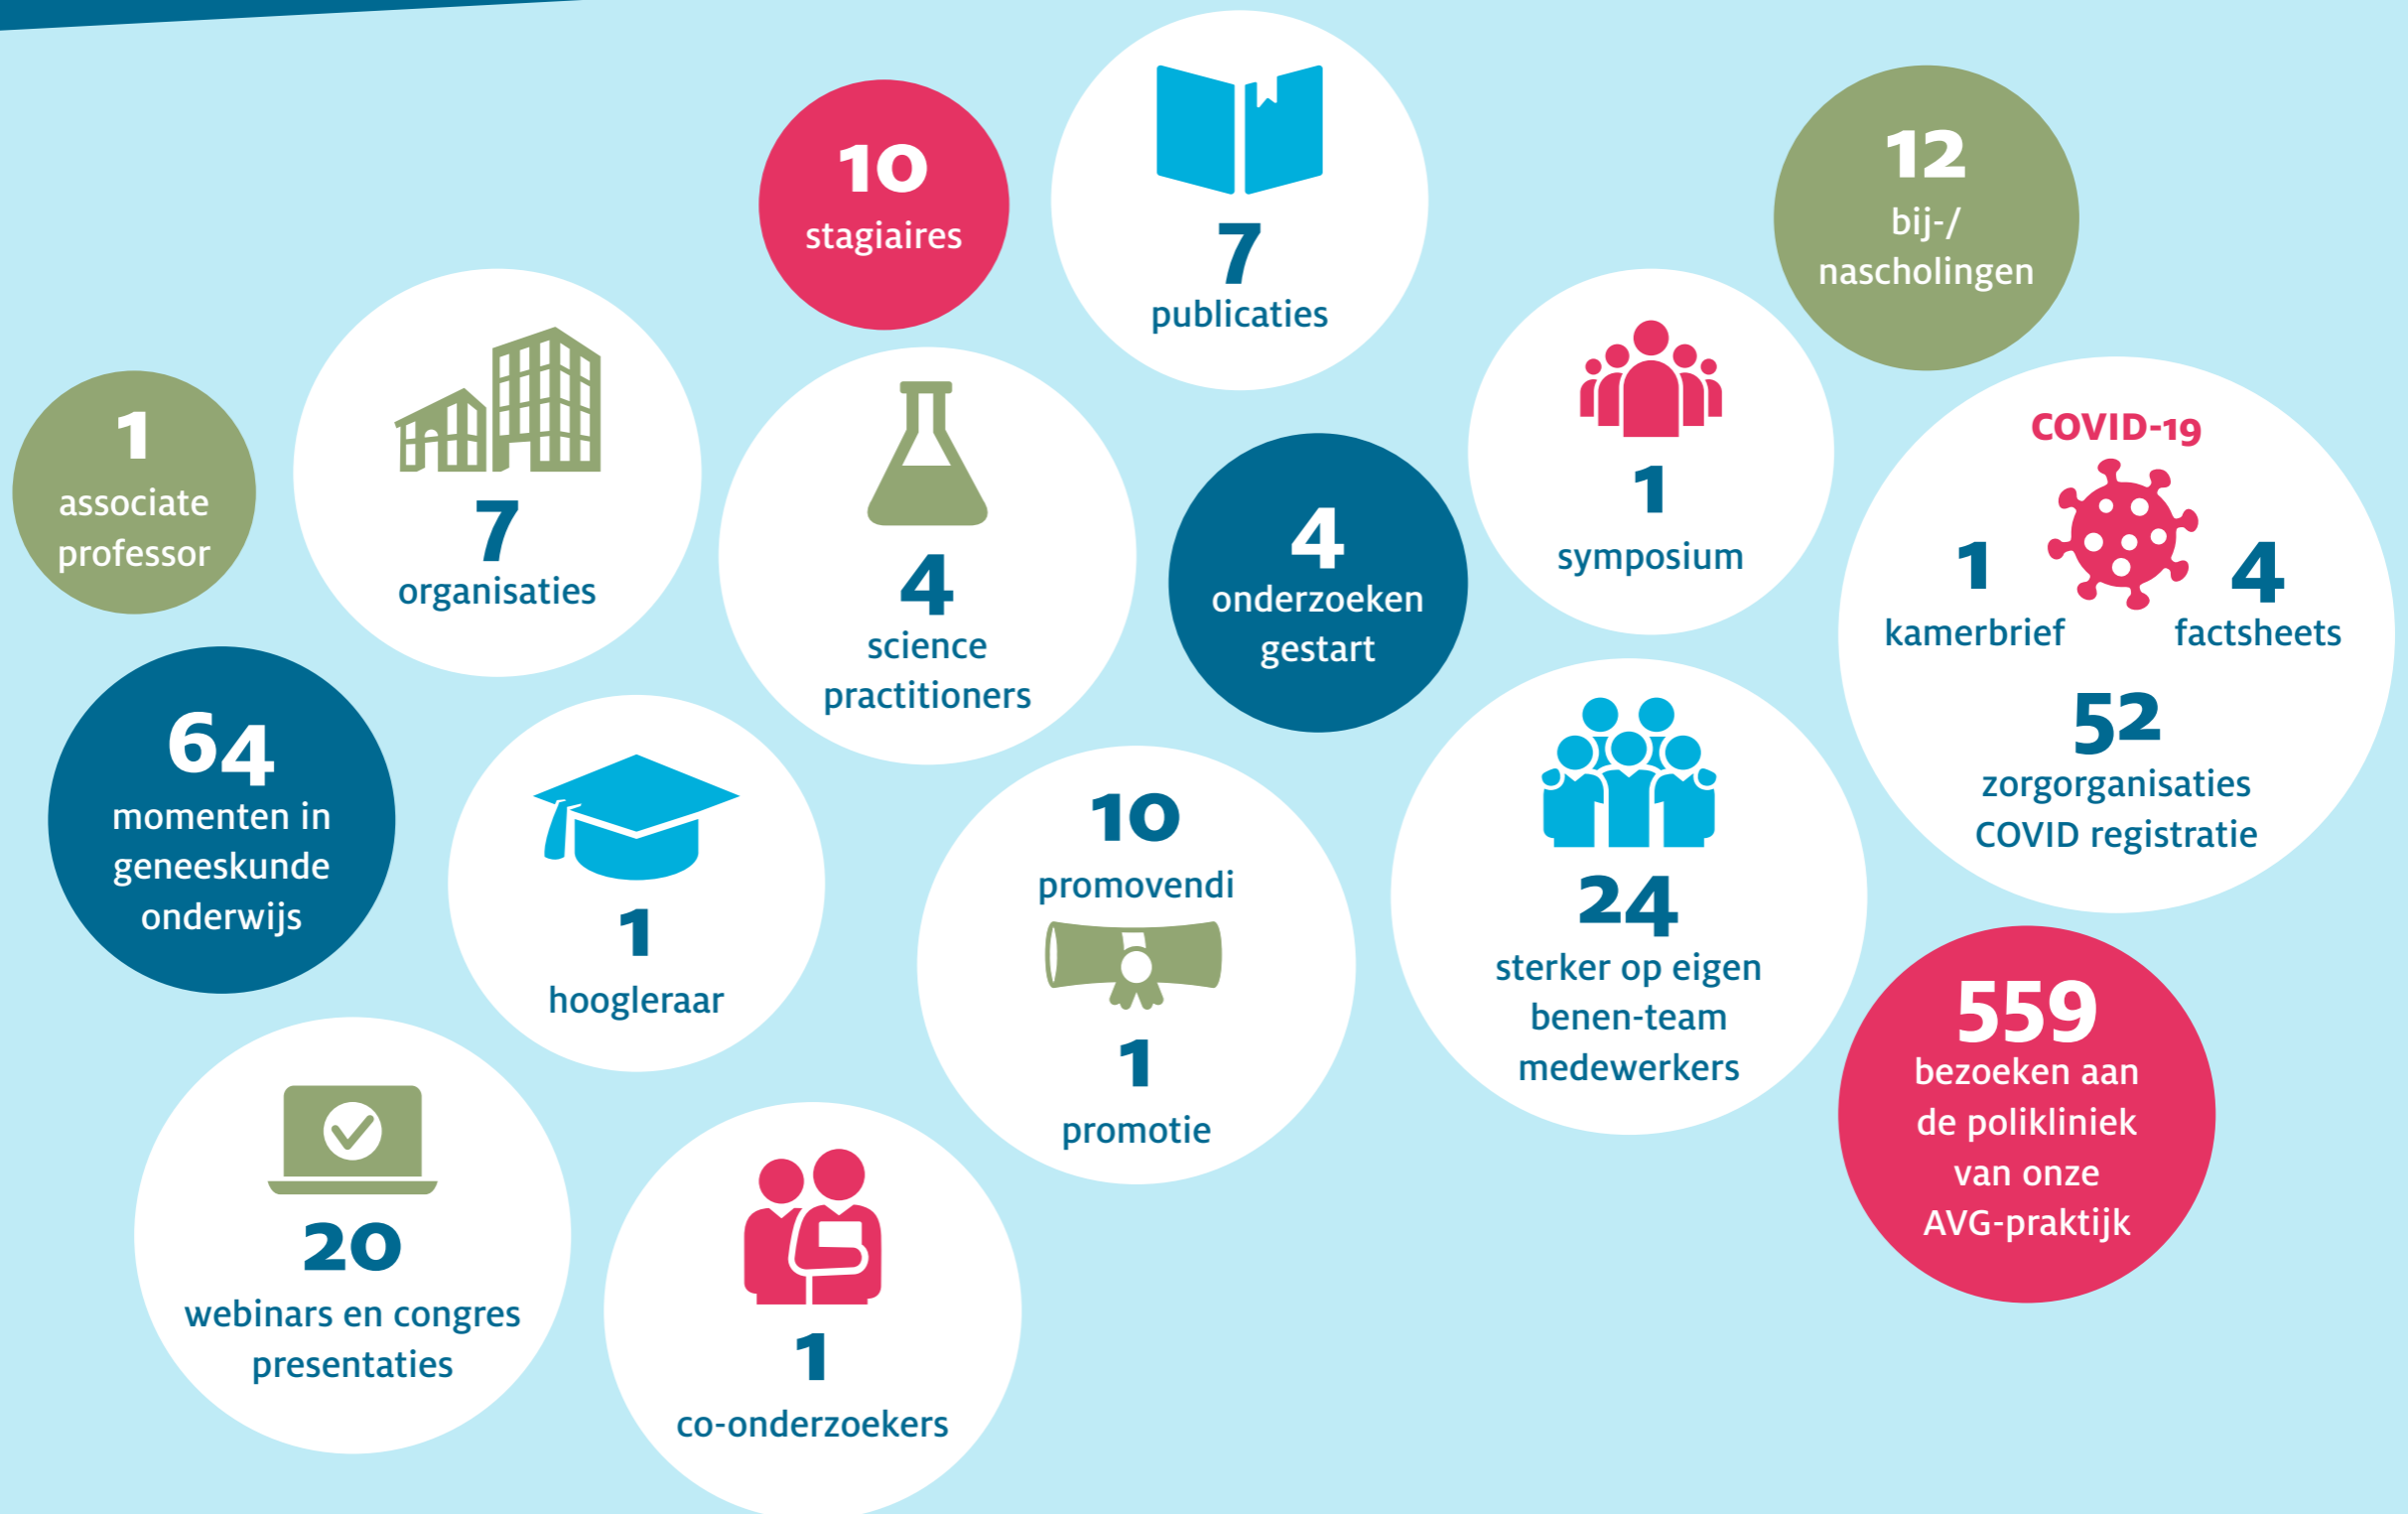 10
stagiaires
7
publicaties
12
bij-/
nascholingen
1
associate
professor
7
organisaties
4
science
practitioners
4
onderzoeken
gestart
1
symposium
COVID-19
1
kamerbrief
4
factsheets
52
zorgorganisaties
COVID registratie
64
momenten in
geneeskunde
onderwijs
1
hoogleraar
10
promovendi
1
promotie
24
sterker op eigen
benen-team
medewerkers
559
bezoeken aan
de polikliniek
van onze
AVG-praktijk
20
webinars en congres
presentaties
1
co-onderzoekers